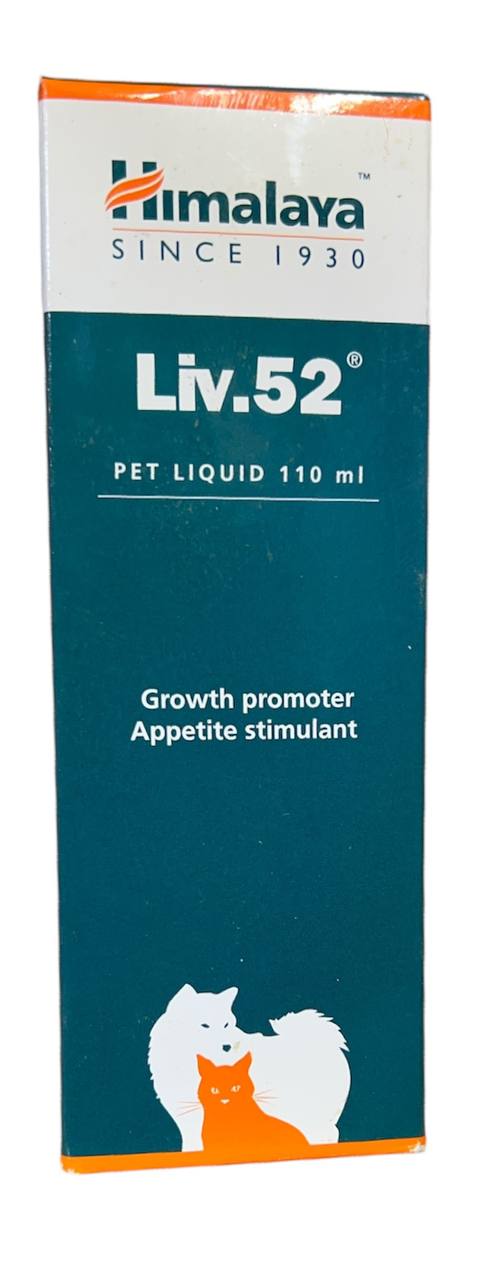 Himalaya™
SINCE 1930
Liv.52®
PET LIQUID 110 ml
Growth promoter
Appetite stimulant